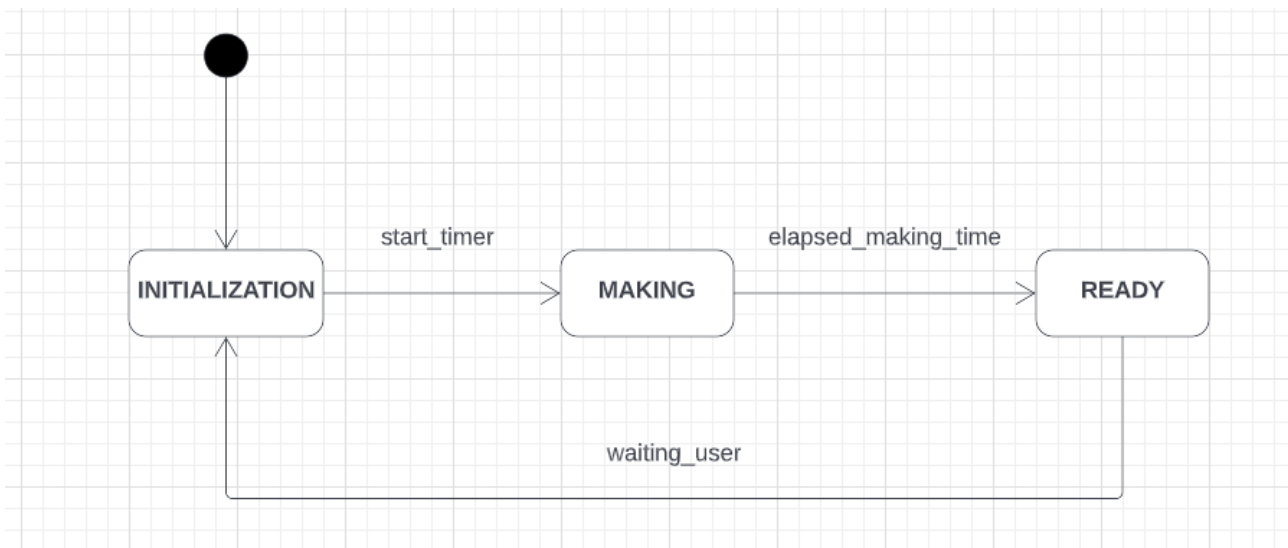 start_timer
elapsed_making_time
INITIALIZATION
MAKING
READY
waiting_user